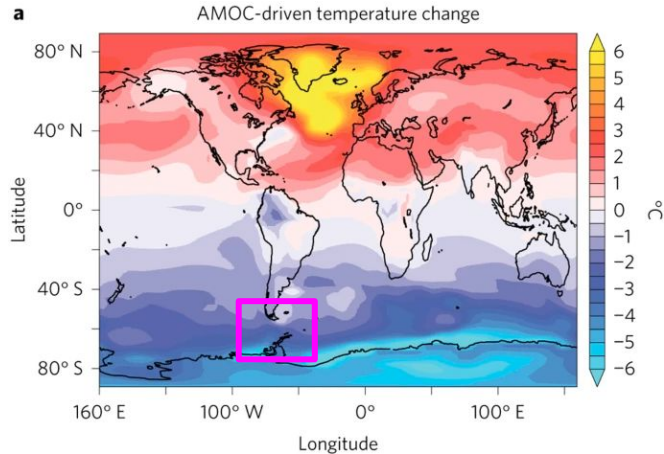 a AMOC-driven temperature change
80° N
40° N
0°
40° S
80° S
Latitude
160° E 100° W 0° 100° E
Longitude
6
5
4
3
2
1
0
−1
−2
−3
−4
−5
−6
°C